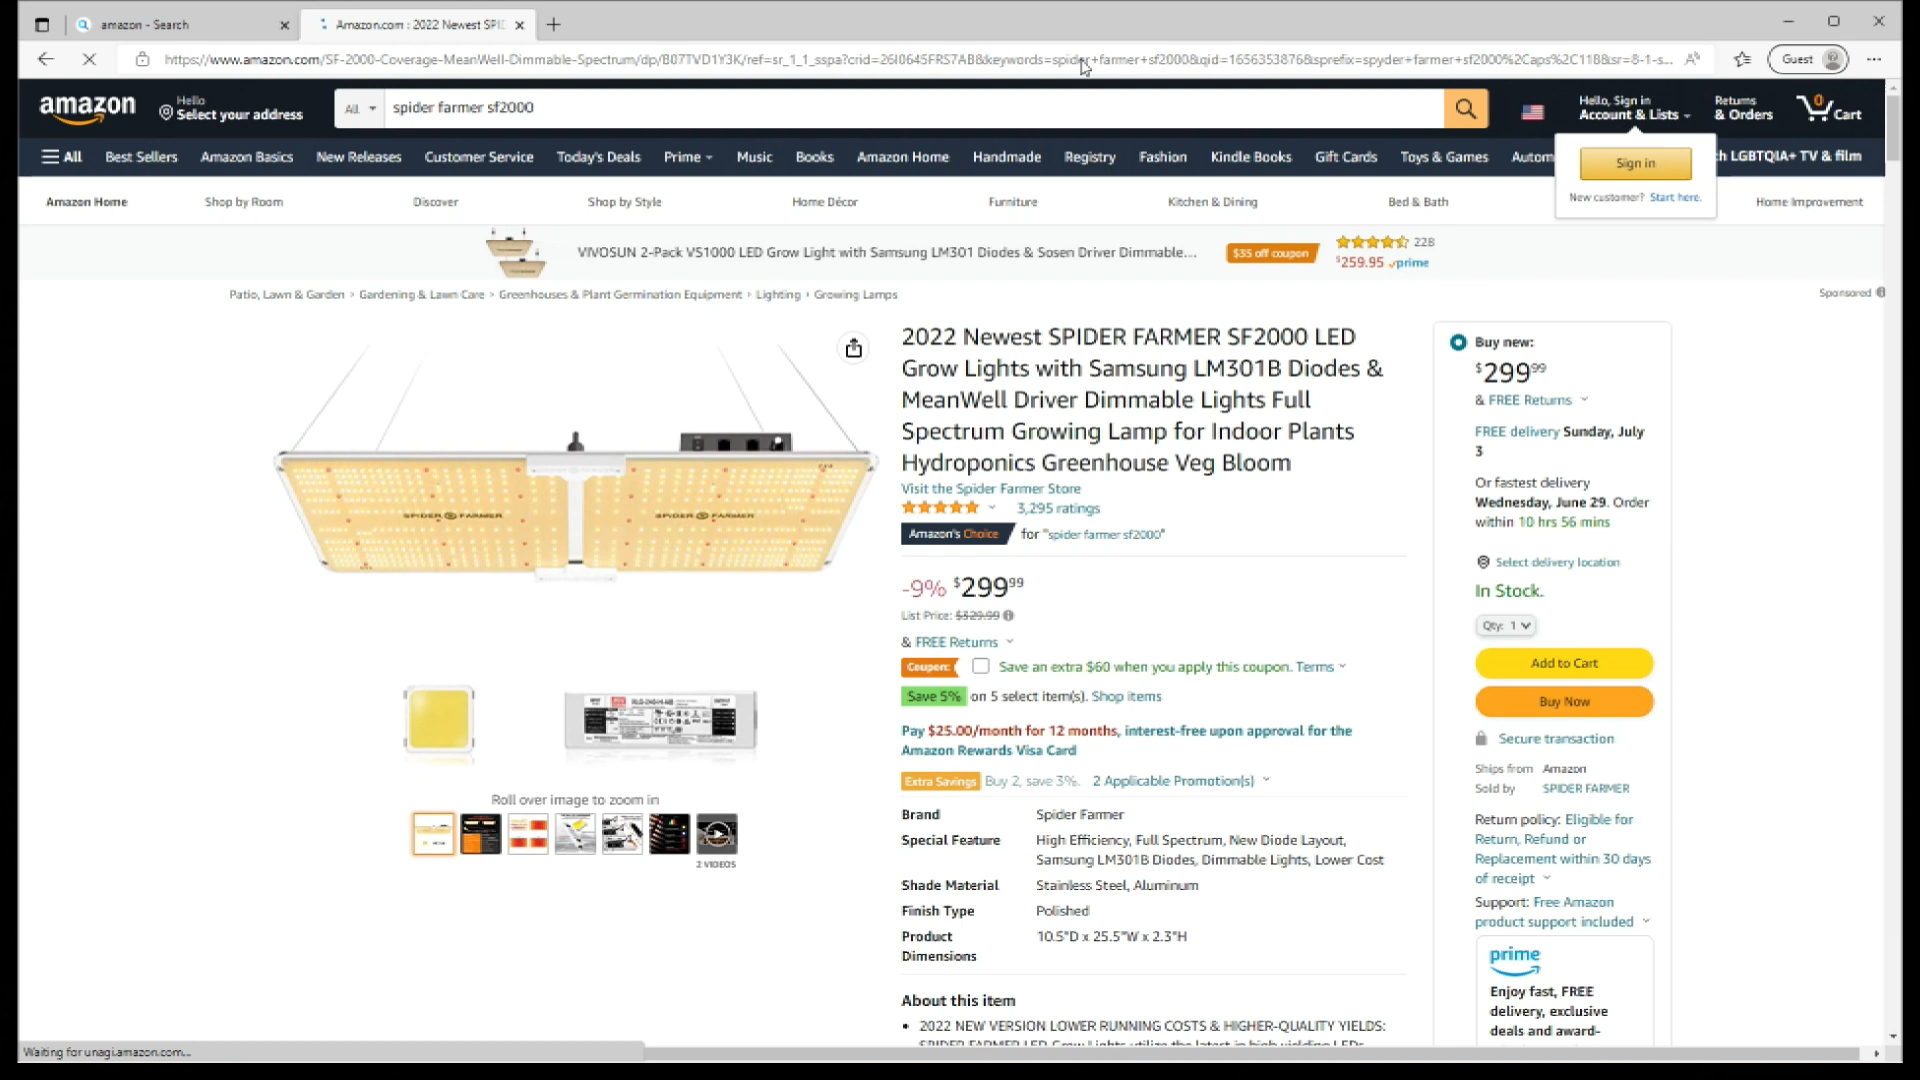 amazon - Search
Amazon.com : 2022 Newest SPI
https://www.amazon.com/SF-2000-Coverage-MeanWell-Dimmable-Spectrum/dp/B07TVD1Y3K/ref=sr_1_1_sspa?crid=26I0645FRS7AB&keywords=spider+farmer+sf2000&qid=1656353876&sprefix=spyder+farmer+sf2000%2Caps%2C118&sr=8-1-s...
Guest
amazon
Hello
Select your address
All
spider farmer sf2000
Hello, Sign in
Account & Lists
Returns
& Orders
0
Cart
All
Best Sellers
Amazon Basics
New Releases
Customer Service
Today's Deals
Prime
Music
Books
Amazon Home
Handmade
Registry
Fashion
Kindle Books
Gift Cards
Toys & Games
Autom
h LGBTQIA+ TV & film
Sign in
New customer? Start here.
Amazon Home
Shop by Room
Discover
Shop by Style
Home Décor
Furniture
Kitchen & Dining
Bed & Bath
Home Improvement
VIVOSUN 2-Pack VS1000 LED Grow Light with Samsung LM301 Diodes & Sosen Driver Dimmable...
$35 off coupon
228
$259.95 prime
Patio, Lawn & Garden › Gardening & Lawn Care › Greenhouses & Plant Germination Equipment › Lighting › Growing Lamps
Sponsored
SPIDER FARMER
SPIDER FARMER
Roll over image to zoom in
2 VIDEOS
2022 Newest SPIDER FARMER SF2000 LED
Grow Lights with Samsung LM301B Diodes &
MeanWell Driver Dimmable Lights Full
Spectrum Growing Lamp for Indoor Plants
Hydroponics Greenhouse Veg Bloom
Visit the Spider Farmer Store
3,295 ratings
Amazon's Choice for "spider farmer sf2000"
-9% $299.99
List Price: $329.99
& FREE Returns
Coupon: Save an extra $60 when you apply this coupon. Terms
Save 5% on 5 select item(s). Shop items
Pay $25.00/month for 12 months, interest-free upon approval for the
Amazon Rewards Visa Card
Extra Savings Buy 2, save 3%. 2 Applicable Promotion(s)
Brand Spider Farmer
Special Feature High Efficiency, Full Spectrum, New Diode Layout,
Samsung LM301B Diodes, Dimmable Lights, Lower Cost
Shade Material Stainless Steel, Aluminum
Finish Type Polished
Product 10.5"D x 25.5"W x 2.3"H
Dimensions
About this item
• 2022 NEW VERSION LOWER RUNNING COSTS & HIGHER-QUALITY YIELDS:
SPIDER FARMER LED Grow Lights utilize the latest in high yielding LEDs
Buy new:
$299.99
& FREE Returns
FREE delivery Sunday, July
3
Or fastest delivery
Wednesday, June 29. Order
within 10 hrs 56 mins
Select delivery location
In Stock.
Qty: 1
Add to Cart
Buy Now
Secure transaction
Ships from Amazon
Sold by SPIDER FARMER
Return policy: Eligible for
Return, Refund or
Replacement within 30 days
of receipt
Support: Free Amazon
product support included
prime
Enjoy fast, FREE
delivery, exclusive
deals and award-
Waiting for unagi.amazon.com...